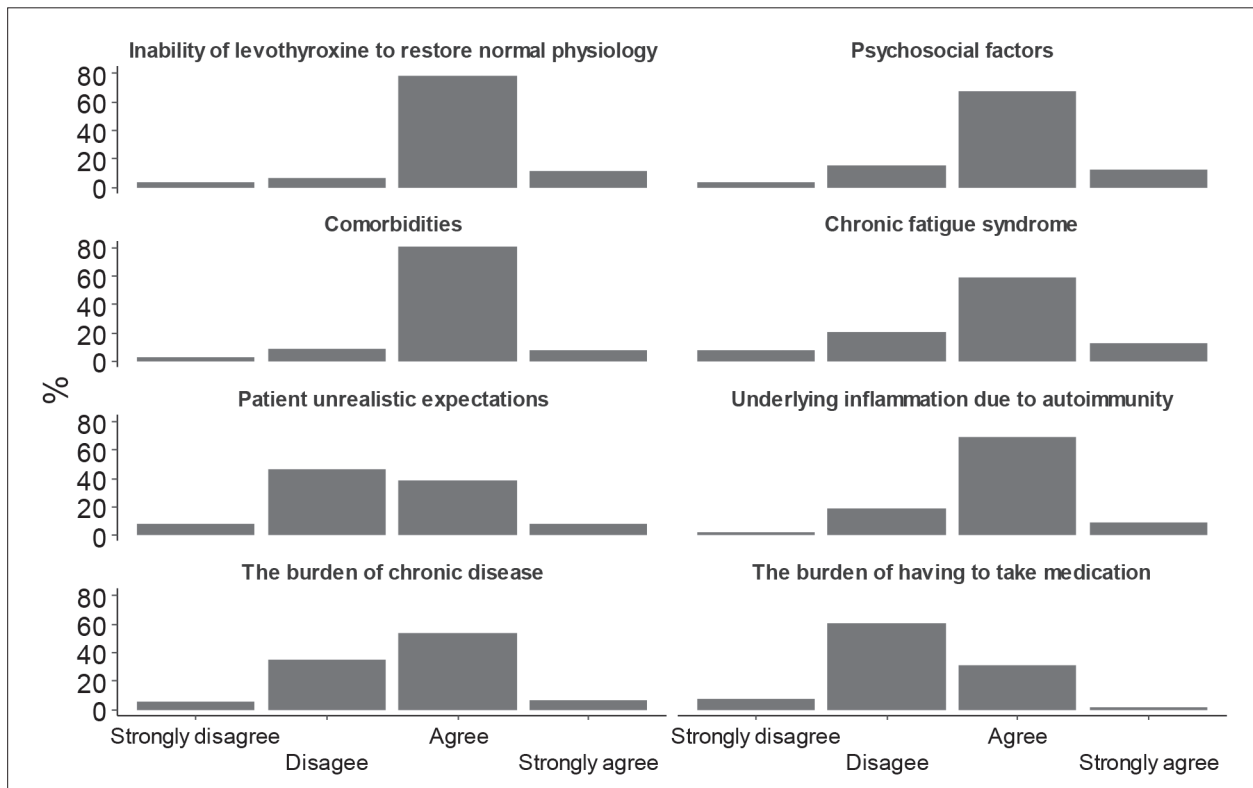 Inability of levothyroxine to restore normal physiology
80
60
40
20
0
Psychosocial factors
Comorbidities
80
60
40
20
0
Chronic fatigue syndrome
%
Patient unrealistic expectations
80
60
40
20
0
Underlying inflammation due to autoimmunity
The burden of chronic disease
80
60
40
20
0
The burden of having to take medication
Strongly disagree
Disagee
Agree
Strongly agree
Strongly disagree
Disagree
Agree
Strongly agree